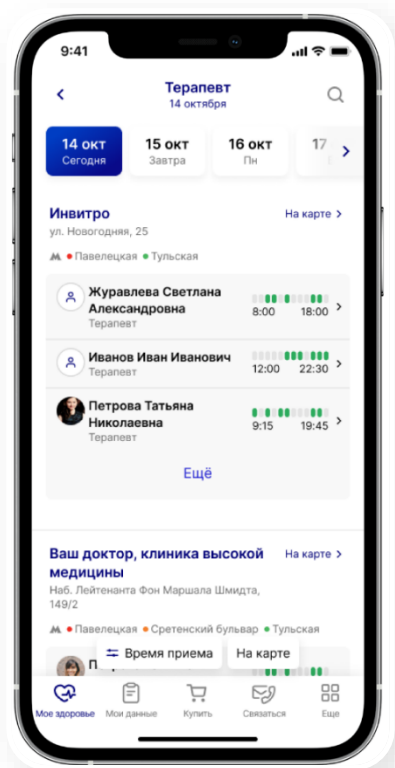 9:41
Терапевт
14 октября
14 окт
Сегодня
15 окт
Завтра
16 окт
Пн
17
Инвитро
На карте
ул. Новогодняя, 25
Павелецкая Тульская
Журавлева Светлана
Александровна
Терапевт
8:00 18:00
Иванов Иван Иванович
Терапевт
12:00 22:30
Петрова Татьяна
Николаевна
Терапевт
9:15 19:45
Ещё
Ваш доктор, клиника высокой
медицины
На карте
Наб. Лейтенанта Фон Маршала Шмидта,
149/2
Павелецкая Сретенский бульвар Тульская
Время приема
На карте
Мое здоровье
Мои данные
Купить
Связаться
Еще